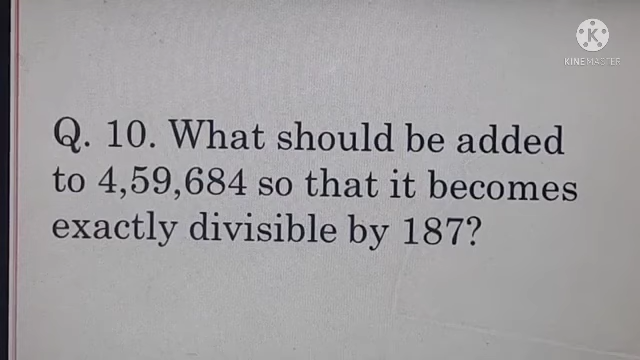 KINEMASTER
Q. 10. What should be added
to 4,59,684 so that it becomes
exactly divisible by 187?